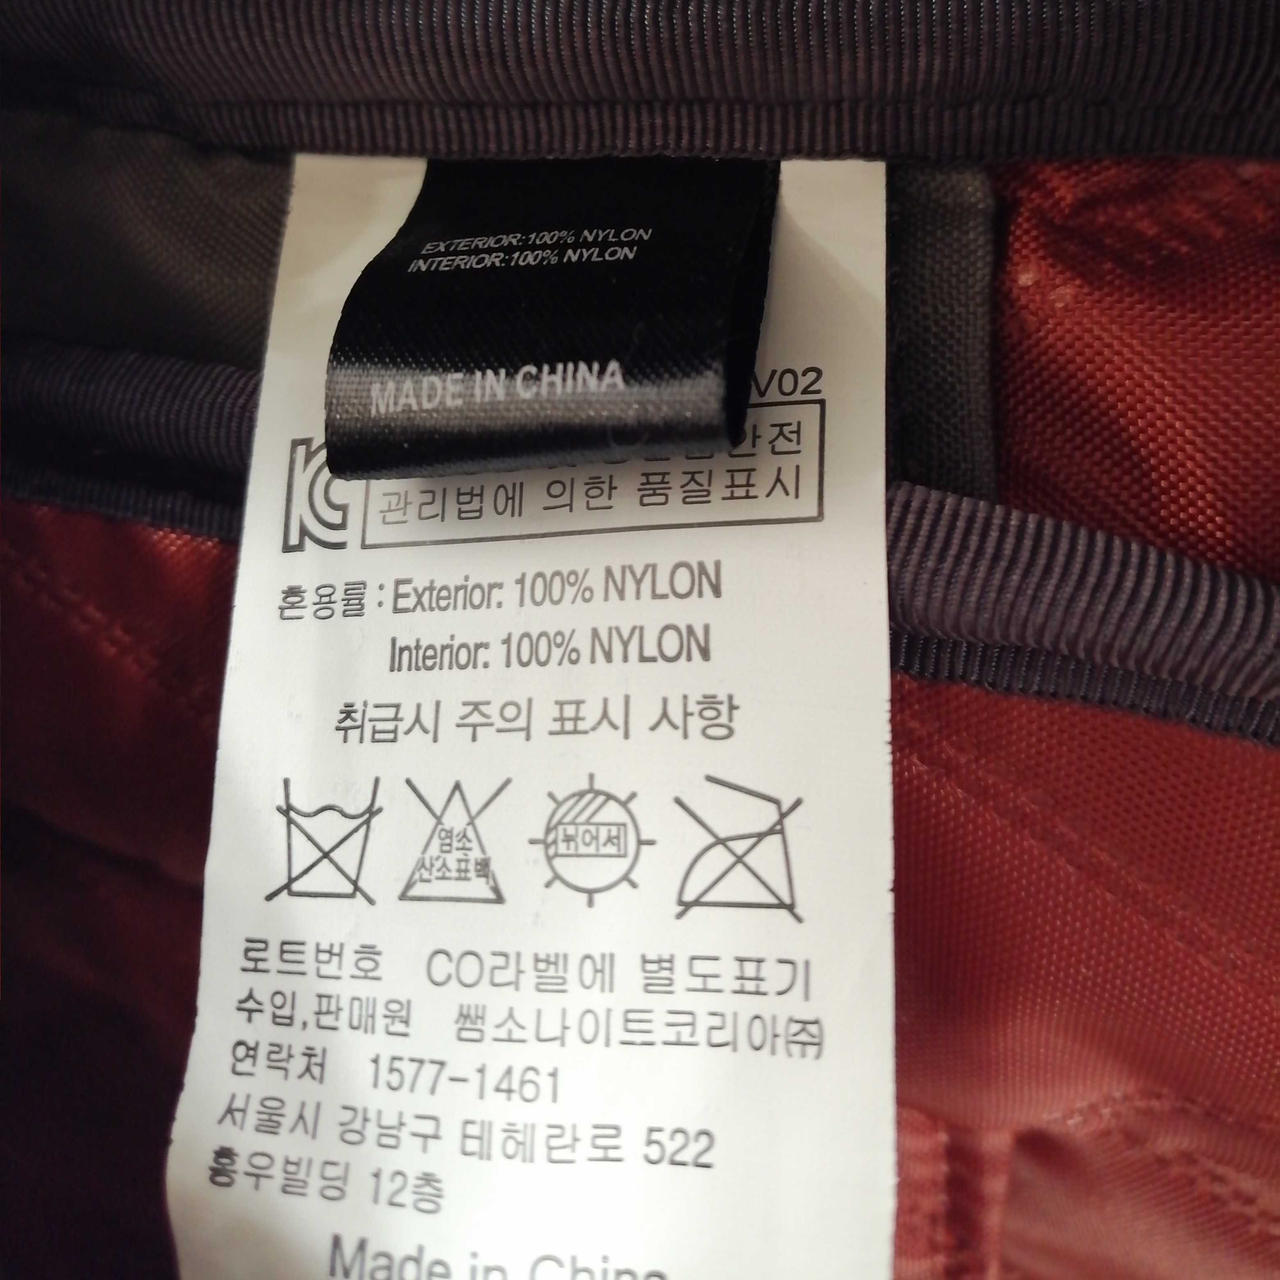 EXTERIOR:100% NYLON
INTERIOR:100% NYLON
MADE IN CHINA
V02
안전
관리법에 의한 품질표시
혼용률 : Exterior: 100% NYLON
Interior: 100% NYLON
취급시 주의 표시 사항
염소
산소표백
뉘어서
로트번호 CO라벨에 별도표기
수입,판매원 쌤소나이트코리아㈜
연락처 1577-1461
서울시 강남구 테헤란로 522
홍우빌딩 12층
Made in China